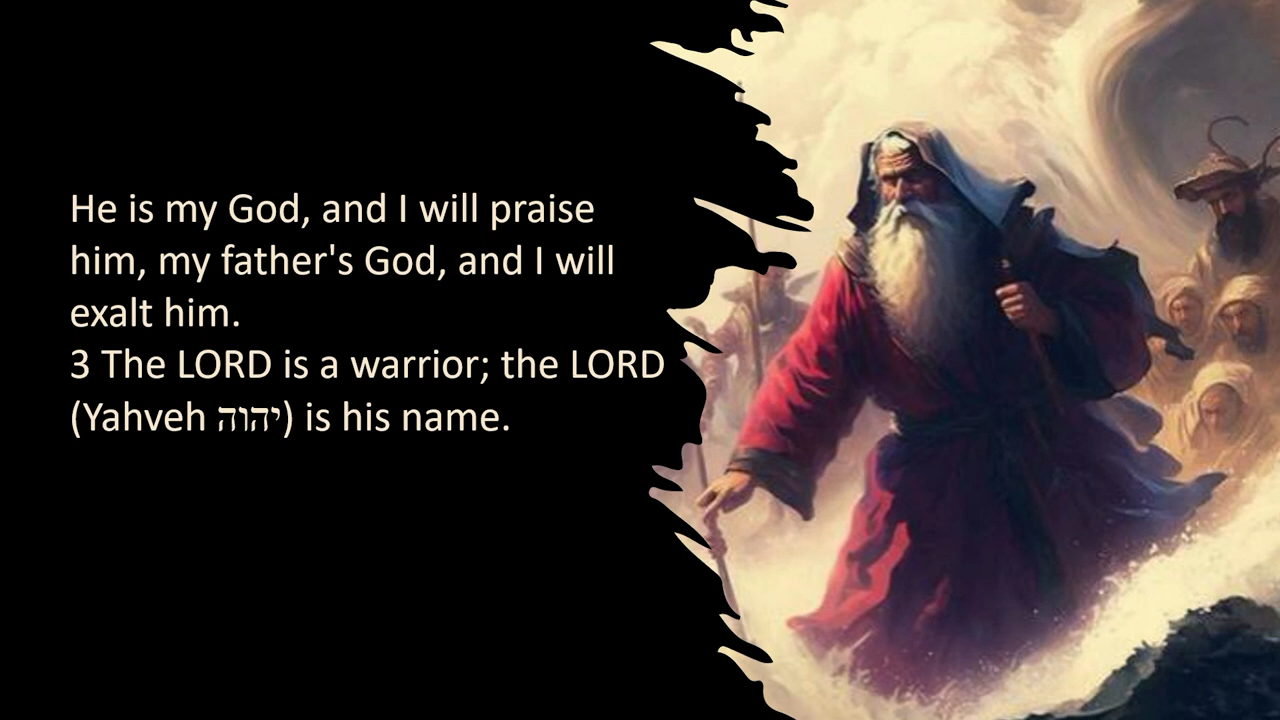 He is my God, and I will praise
him, my father's God, and I will
exalt him.
3 The LORD is a warrior; the LORD
(Yahveh יהוה) is his name.